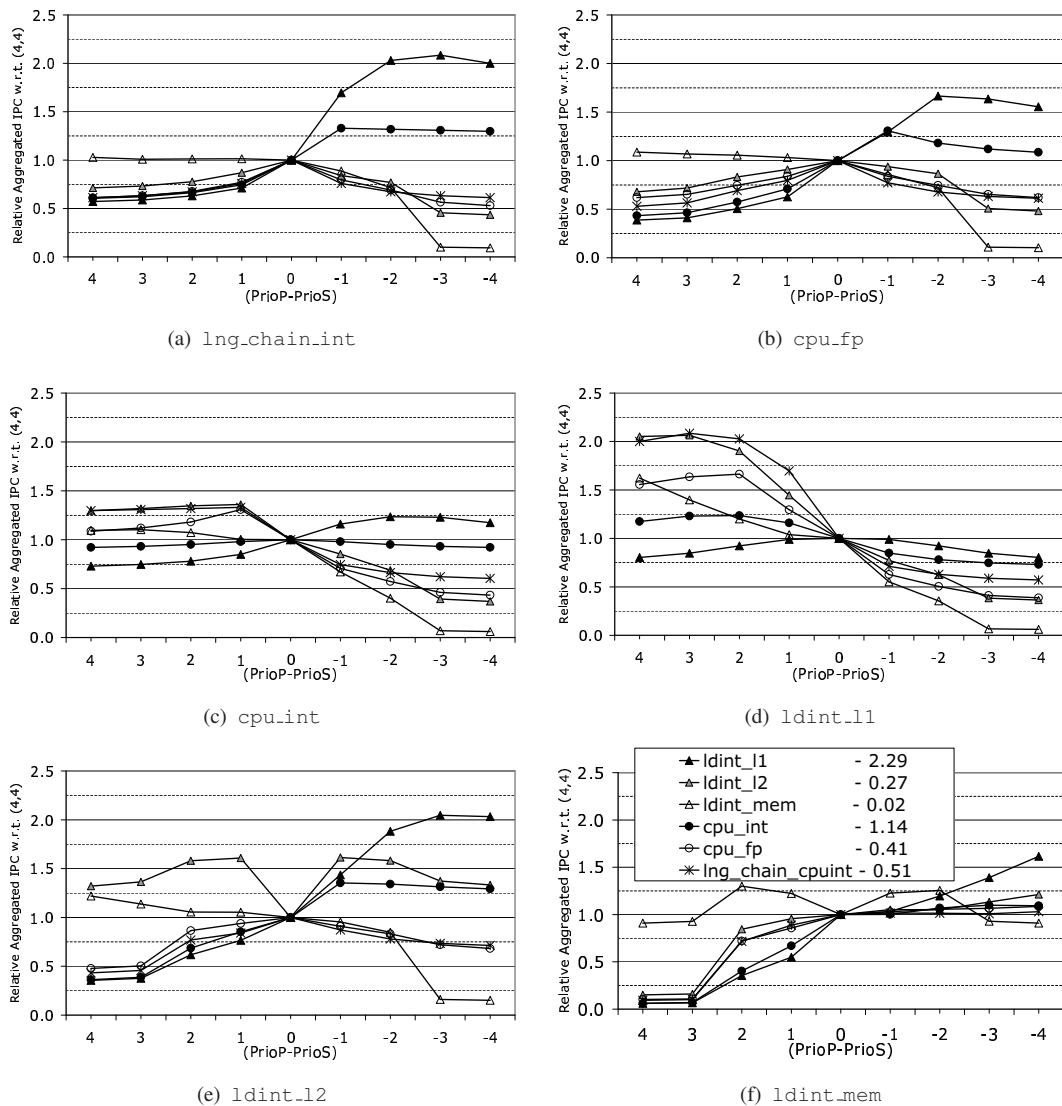 Relative Aggregated IPC w.r.t. (4,4)
2.5
2.0
1.5
1.0
0.5
0.0
4 3 2 1 0 -1 -2 -3 -4
(PrioP-PrioS)
(a) lng_chain_int
Relative Aggregated IPC w.r.t. (4,4)
2.5
2.0
1.5
1.0
0.5
0.0
4 3 2 1 0 -1 -2 -3 -4
(PrioP-PrioS)
(b) cpu_fp
Relative Aggregated IPC w.r.t. (4,4)
2.5
2.0
1.5
1.0
0.5
0.0
4 3 2 1 0 -1 -2 -3 -4
(PrioP-PrioS)
(c) cpu_int
Relative Aggregated IPC w.r.t. (4,4)
2.5
2.0
1.5
1.0
0.5
0.0
4 3 2 1 0 -1 -2 -3 -4
(PrioP-PrioS)
(d) ldint_l1
Relative Aggregated IPC w.r.t. (4,4)
2.5
2.0
1.5
1.0
0.5
0.0
4 3 2 1 0 -1 -2 -3 -4
(PrioP-PrioS)
(e) ldint_l2
Relative Aggregated IPC w.r.t. (4,4)
2.5
2.0
1.5
1.0
0.5
0.0
ldint_l1 - 2.29
ldint_l2 - 0.27
ldint_mem - 0.02
cpu_int - 1.14
cpu_fp - 0.41
lng_chain_cpuint - 0.51
4 3 2 1 0 -1 -2 -3 -4
(PrioP-PrioS)
(f) ldint_mem